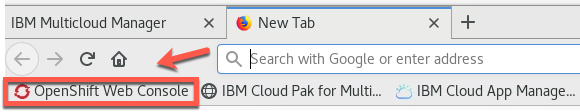 IBM Multicloud Manager New Tab
Search with Google or enter address
OpenShift Web Console IBM Cloud Pak for Multi... IBM Cloud App Manage...